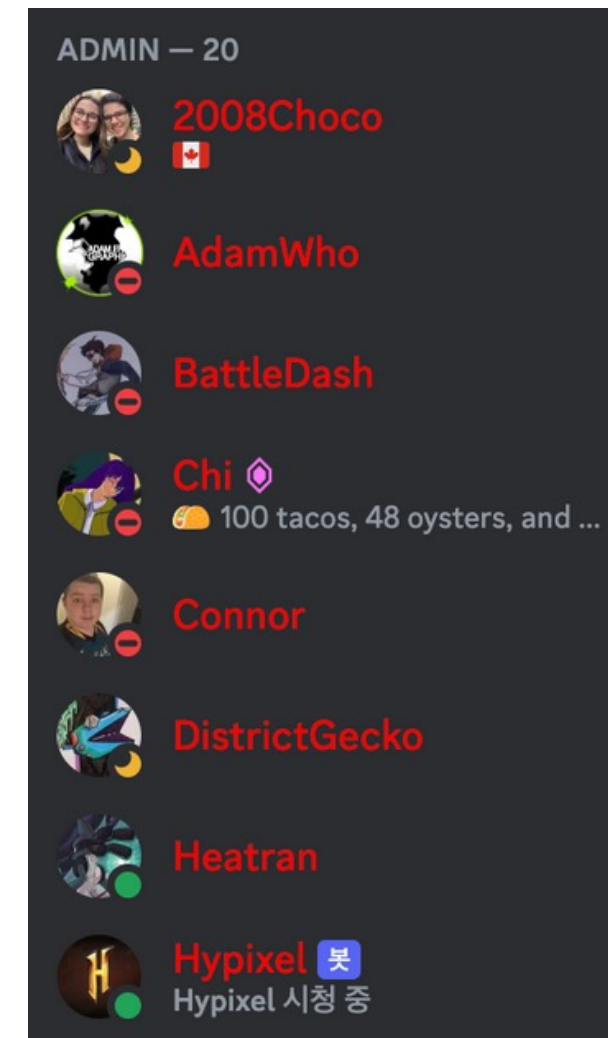 ADMIN — 20
2008Choco
AdamWho
BattleDash
Chi
100 tacos, 48 oysters, and ...
Connor
DistrictGecko
Heatran
H
Hypixel 봇
Hypixel 시청 중